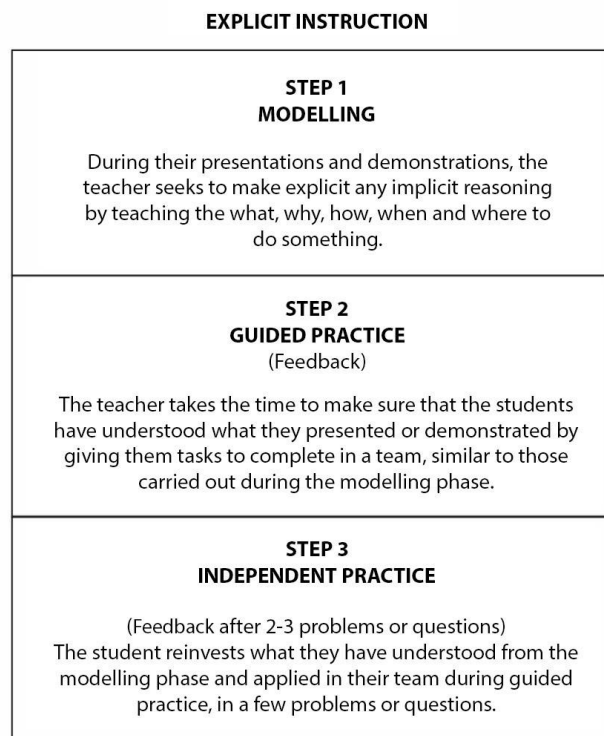 EXPLICIT INSTRUCTION
STEP 1
MODELLING
During their presentations and demonstrations, the
teacher seeks to make explicit any implicit reasoning
by teaching the what, why, how, when and where to
do something.
STEP 2
GUIDED PRACTICE
(Feedback)
The teacher takes the time to make sure that the students
have understood what they presented or demonstrated by
giving them tasks to complete in a team, similar to those
carried out during the modelling phase.
STEP 3
INDEPENDENT PRACTICE
(Feedback after 2-3 problems or questions)
The student reinvests what they have understood from the
modelling phase and applied in their team during guided
practice, in a few problems or questions.